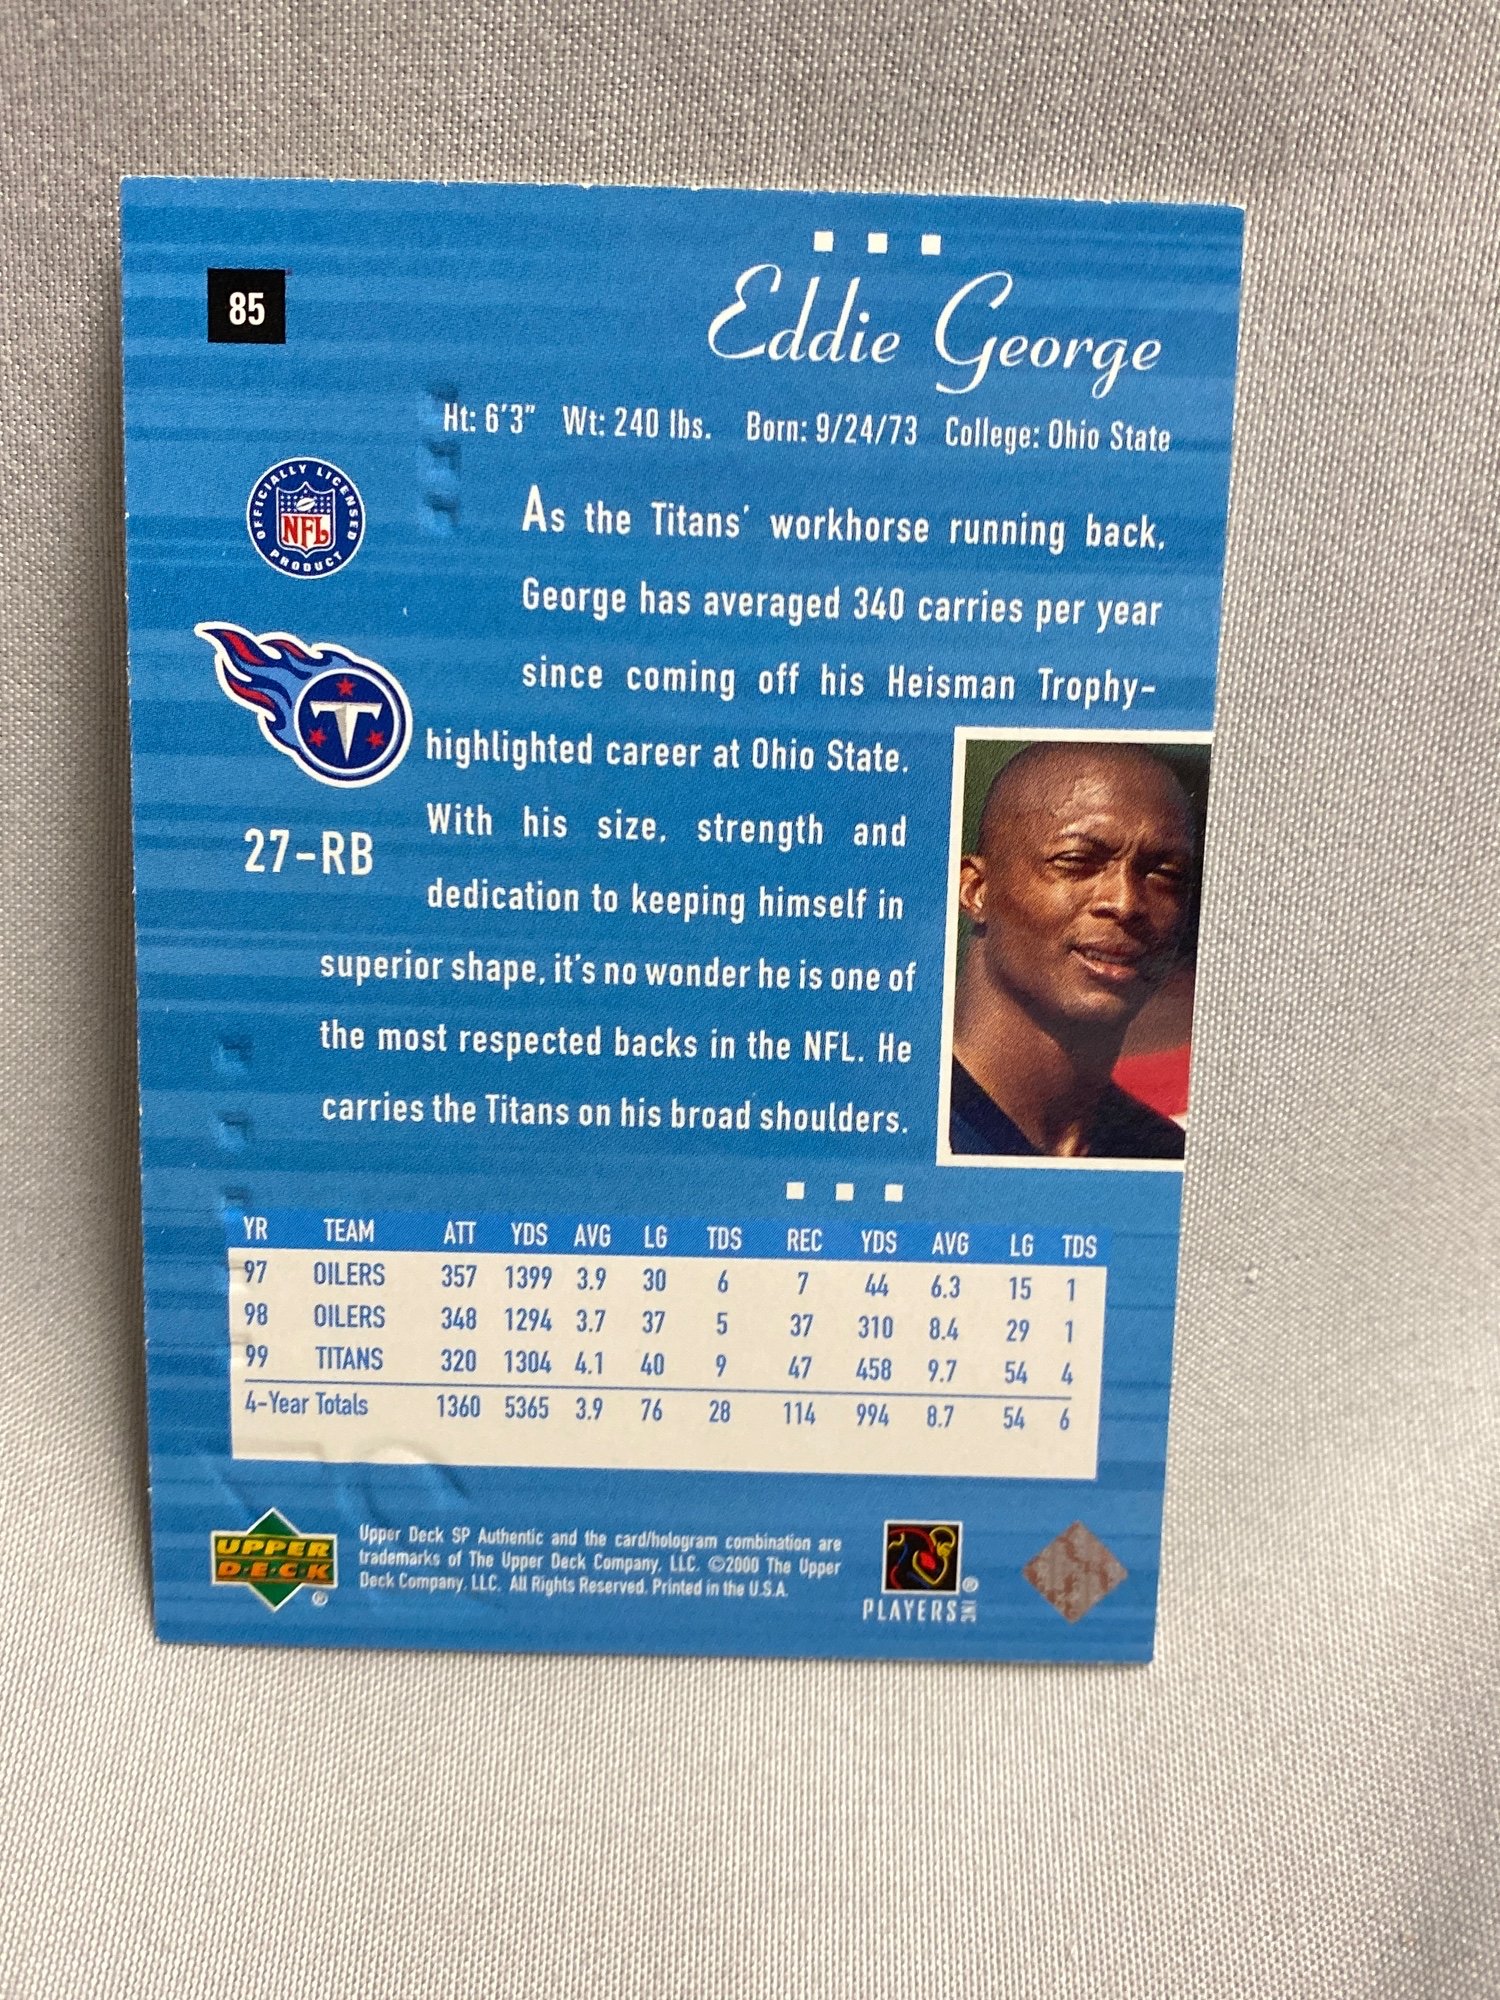 85
Eddie George
Ht: 6'3" Wt: 240 lbs. Born: 9/24/73 College: Ohio State
OFFICIALLY LICENSED
NFL
PRODUCT
As the Titans' workhorse running back,
George has averaged 340 carries per year
since coming off his Heisman Trophy-
highlighted career at Ohio State.
With his size, strength and
dedication to keeping himself in
superior shape, it's no wonder he is one of
the most respected backs in the NFL. He
carries the Titans on his broad shoulders.
T
27-RB
YR TEAM ATT YDS AVG LG TDS REC YDS AVG LG TDS
97 OILERS 357 1399 3.9 30 6 7 44 6.3 15 1
98 OILERS 348 1294 3.7 37 5 37 310 8.4 29 1
99 TITANS 320 1304 4.1 40 9 47 458 9.7 54 4
4-Year Totals 1360 5365 3.9 76 28 114 994 8.7 54 6
UPPER
DECK
®
Upper Deck SP Authentic and the card/hologram combination are
trademarks of The Upper Deck Company, LLC. ©2000 The Upper
Deck Company, LLC. All Rights Reserved. Printed in the U.S.A.
®
PLAYERS INC